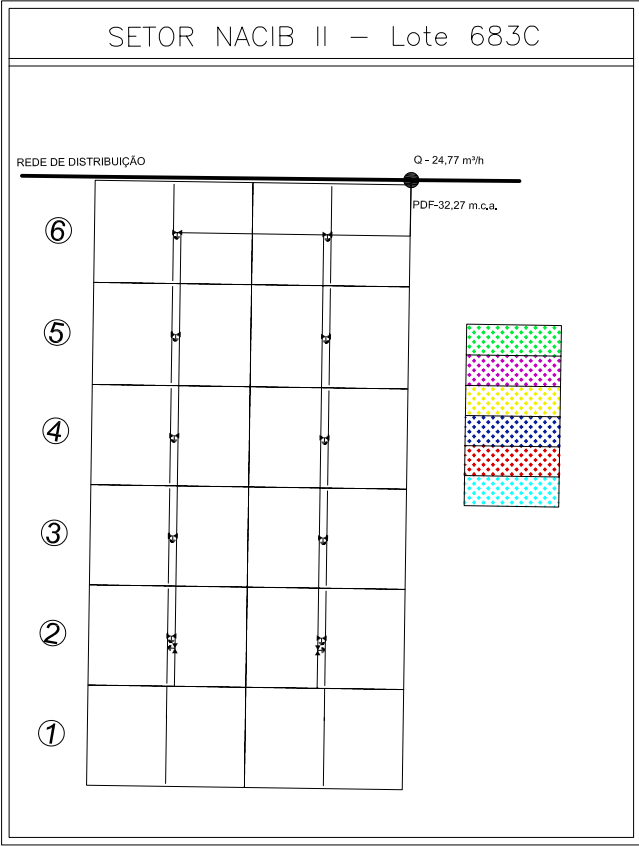 SETOR NACIB II – Lote 683C
REDE DE DISTRIBUIÇÃO
Q - 24,77 m³/h
PDF-32,27 m.c.a.
6
5
4
3
2
1